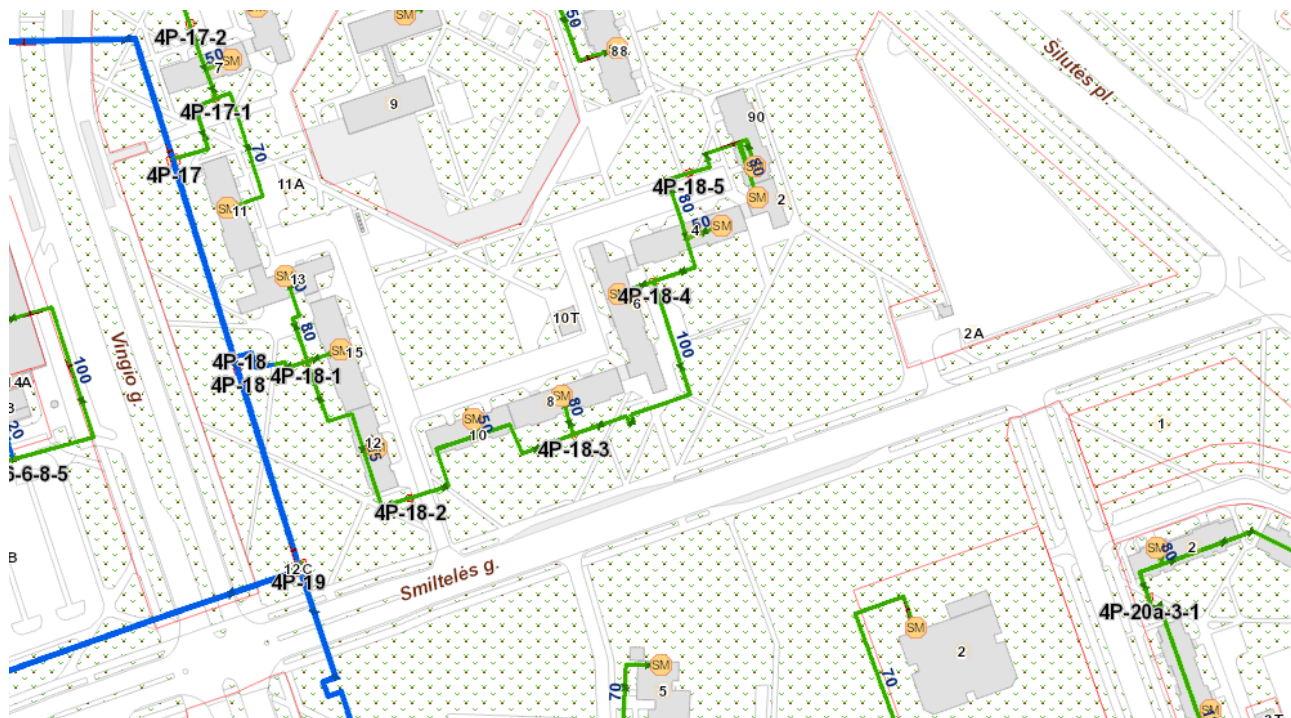 SM
SM
50
88
4P-17-2
50
SM
7
Šilutės pl.
9
4P-17-1
90
70
4P-17
11A
80
4P-18-5
SM
2
SM
11
80
50
4
SM
SM
13
SM
6
4P-18-4
10T
80
2A
Vingio g.
100
4P-18
SM
15
100
4P-18
4P-18-1
14A
SM
8
80
SM
50
10
1
12
4P-18-3
6-6-8-5
4P-18-2
SM
80
2
B
12C
4P-19
Smiltelės g.
4P-20a-3-1
SM
2
SM
70
5
70
SM